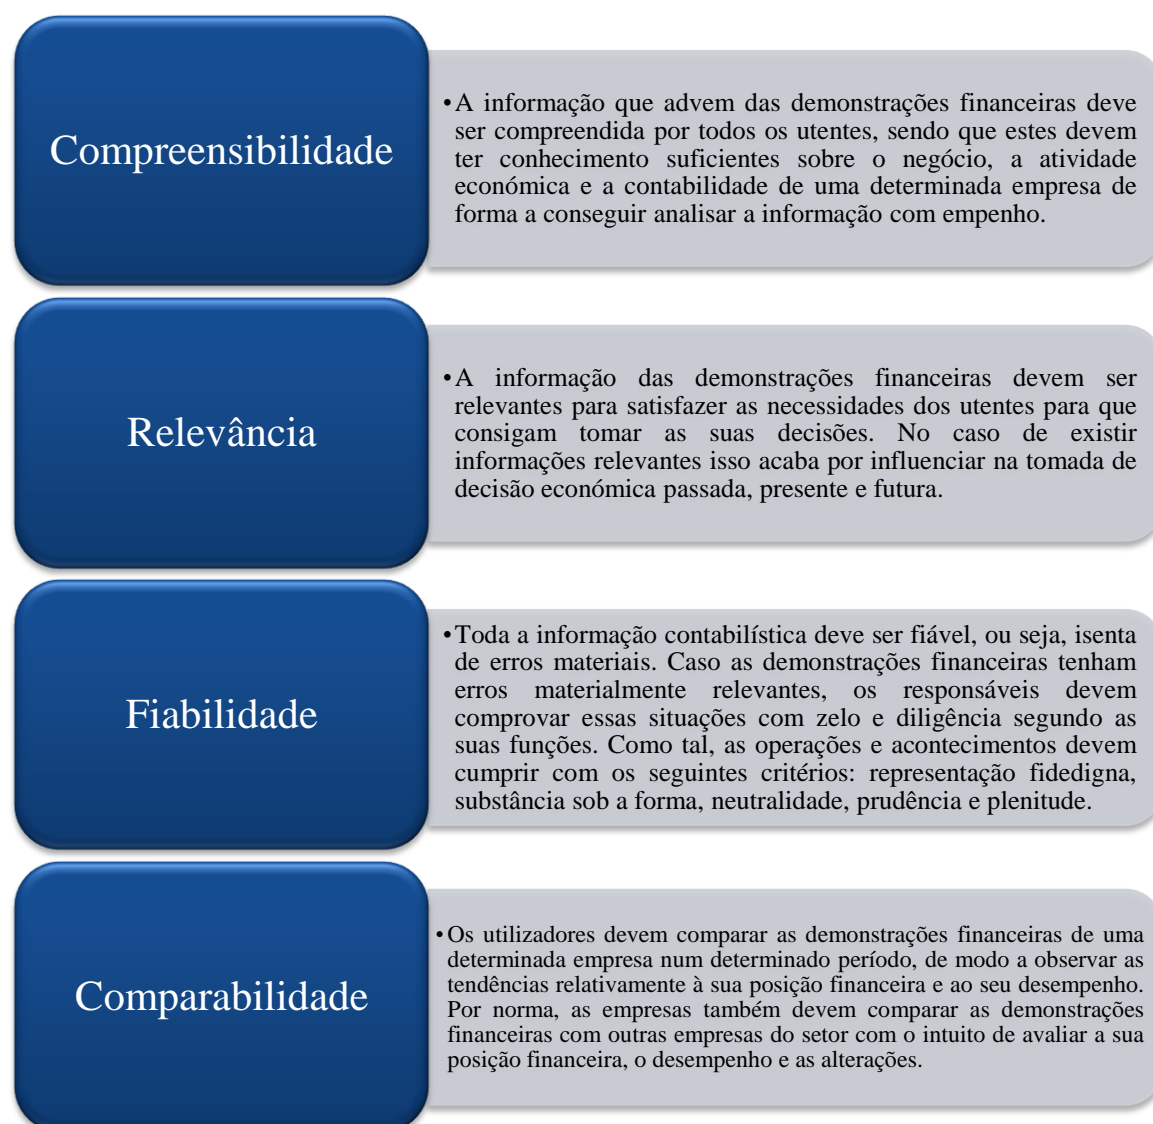 Compreensibilidade
•A informação que advem das demonstrações financeiras deve
ser compreendida por todos os utentes, sendo que estes devem
ter conhecimento suficientes sobre o negócio, a atividade
económica e a contabilidade de uma determinada empresa de
forma a conseguir analisar a informação com empenho.
Relevância
•A informação das demonstrações financeiras devem ser
relevantes para satisfazer as necessidades dos utentes para que
consigam tomar as suas decisões. No caso de existir
informações relevantes isso acaba por influenciar na tomada de
decisão económica passada, presente e futura.
Fiabilidade
•Toda a informação contabilística deve ser fiável, ou seja, isenta
de erros materiais. Caso as demonstrações financeiras tenham
erros materialmente relevantes, os responsáveis devem
comprovar essas situações com zelo e diligência segundo as
suas funções. Como tal, as operações e acontecimentos devem
cumprir com os seguintes critérios: representação fidedigna,
substância sob a forma, neutralidade, prudência e plenitude.
Comparabilidade
•Os utilizadores devem comparar as demonstrações financeiras de uma
determinada empresa num determinado período, de modo a observar as
tendências relativamente à sua posição financeira e ao seu desempenho.
Por norma, as empresas também devem comparar as demonstrações
financeiras com outras empresas do setor com o intuito de avaliar a sua
posição financeira, o desempenho e as alterações.